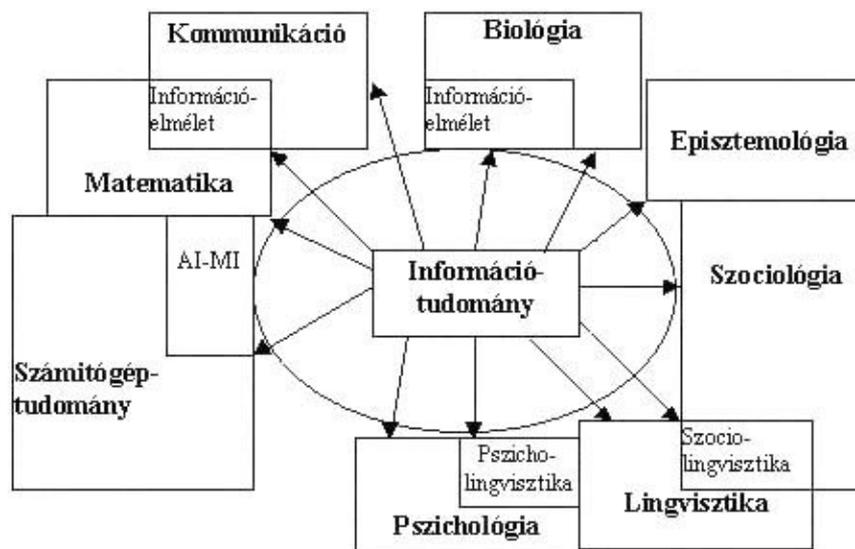 Kommunikáció
Biológia
Információ-
elmélet
Információ-
elmélet
Episztemológia
Matematika
AI-MI
Információ-
tudomány
Szociológia
Számitógép-
tudomány
Pszicho-
lingvisztika
Szocio-
lingvisztika
Pszichológia
Lingvisztika